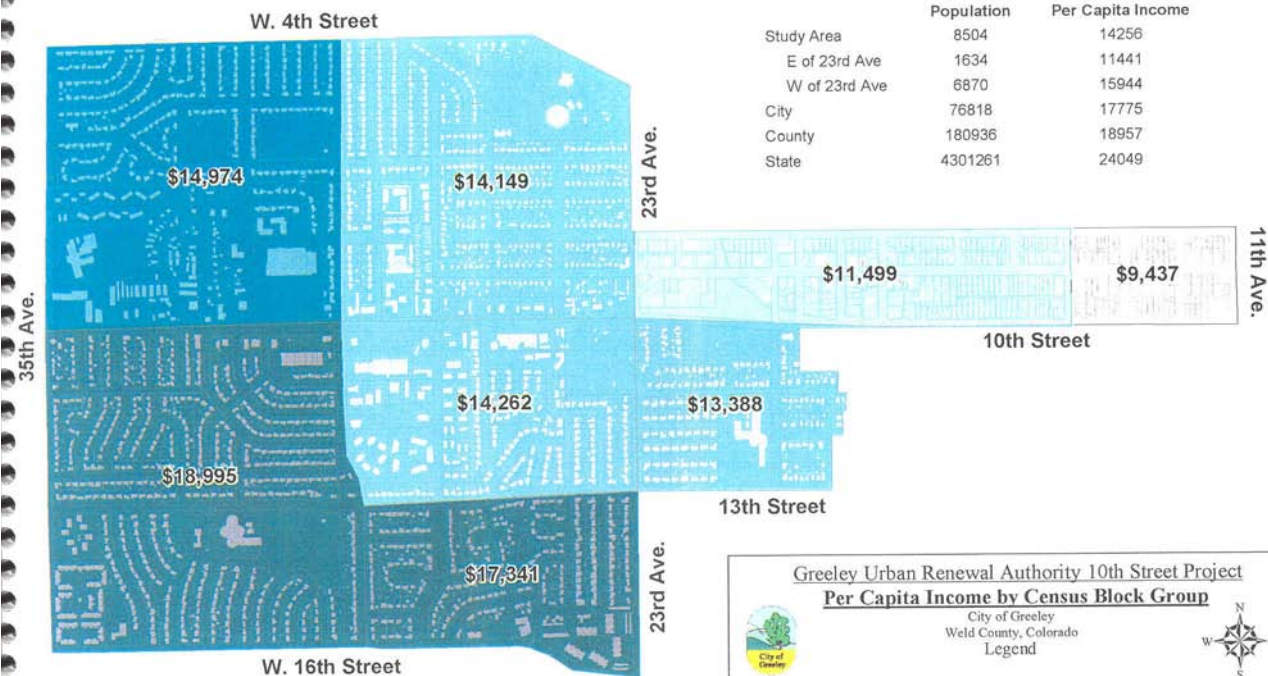 W. 4th Street
Population Per Capita Income
Study Area 8504 14256
E of 23rd Ave 1634 11441
W of 23rd Ave 6870 15944
City 76818 17775
County 180936 18957
State 4301261 24049
23rd Ave.
$14,974
$14,149
$11,499
$9,437
11th Ave.
35th Ave.
10th Street
$14,262
$13,388
$18,995
13th Street
$17,341
23rd Ave.
W. 16th Street
Greeley Urban Renewal Authority 10th Street Project
Per Capita Income by Census Block Group
City of Greeley
Weld County, Colorado
Legend
City of
Greeley
N
W
S